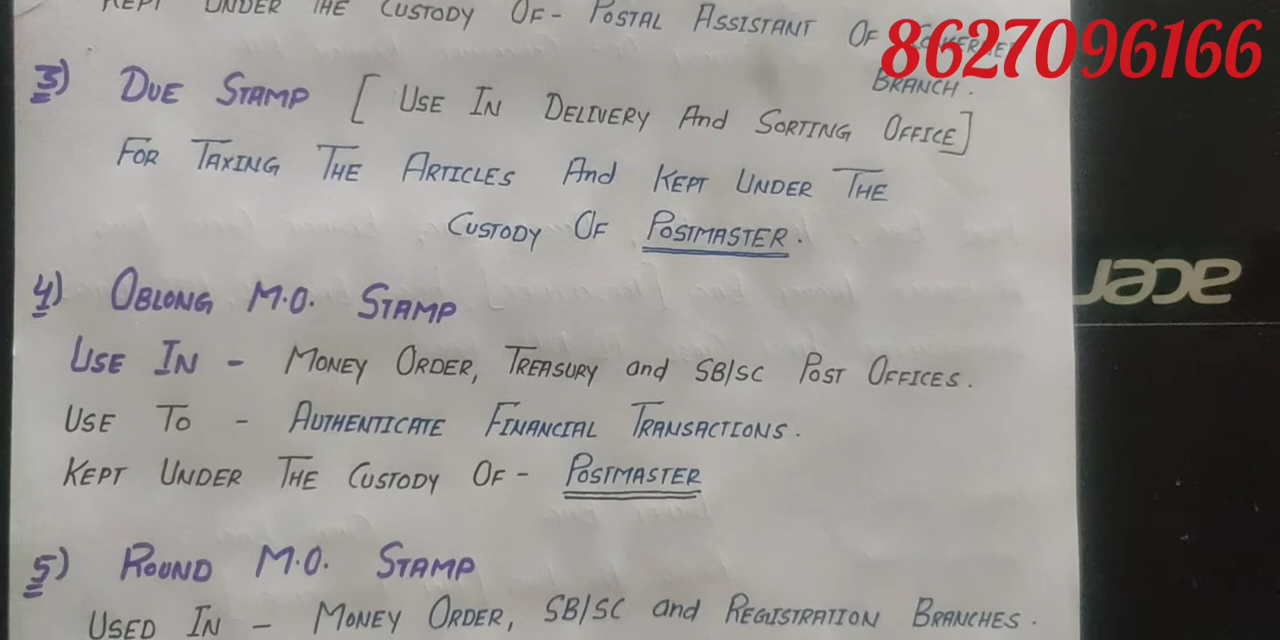 KEPT UNDER THE CUSTODY OF - POSTAL ASSISTANT OF
8627096166
BRANCH.
3) DUE STAMP [ USE IN DELIVERY And SORTING OFFICE]
FOR TAXING THE ARTICLES And KEPT UNDER THE
CUSTODY OF POSTMASTER.
4) OBLONG M.O. STAMP
USE IN - MONEY ORDER, TREASURY and SB/SC POST OFFICES.
USE TO - AUTHENTICATE FINANCIAL TRANSACTIONS.
KEPT UNDER THE CUSTODY OF - POSTMASTER
5) ROUND M.O. STAMP
USED IN - MONEY ORDER, SB/SC and REGISTRATION BRANCHES.
acer